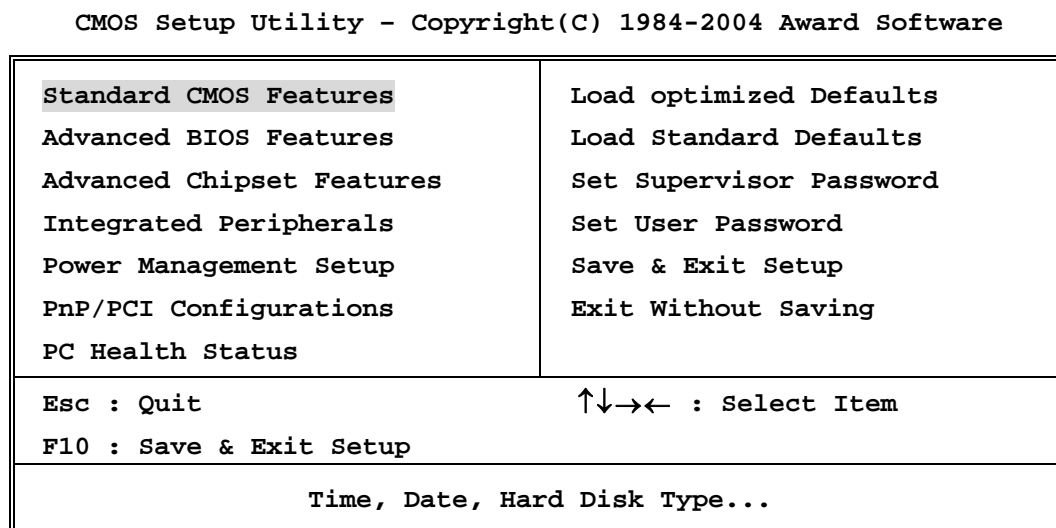 CMOS Setup Utility – Copyright(C) 1984-2004 Award Software
Standard CMOS Features
Advanced BIOS Features
Advanced Chipset Features
Integrated Peripherals
Power Management Setup
PnP/PCI Configurations
PC Health Status
Load optimized Defaults
Load Standard Defaults
Set Supervisor Password
Set User Password
Save & Exit Setup
Exit Without Saving
Esc : Quit
F10 : Save & Exit Setup
↑↓→← : Select Item
Time, Date, Hard Disk Type...